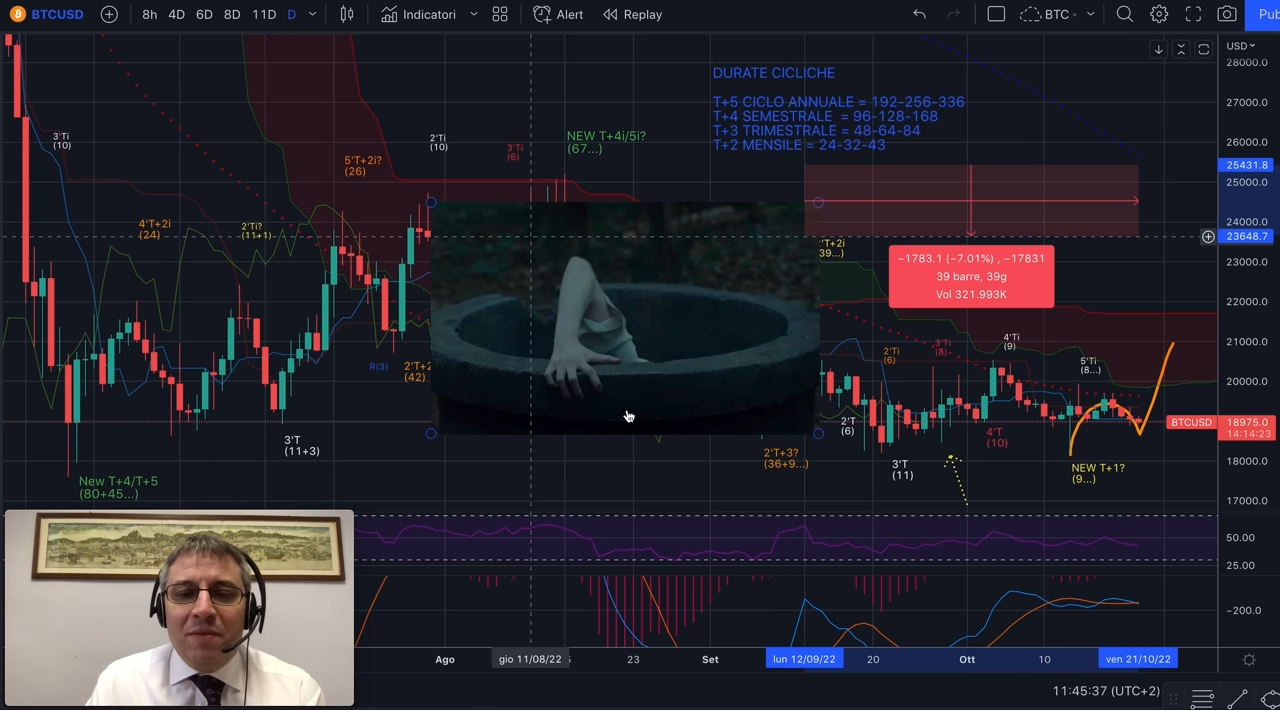 BTCUSD
8h 4D 6D 8D 11D D
Indicatori
Alert
Replay
BTC
USD
DURATE CICLICHE
T+5 CICLO ANNUALE = 192-256-336
T+4 SEMESTRALE = 96-128-168
T+3 TRIMESTRALE = 48-64-84
T+2 MENSILE = 24-32-43
28000.0
27000.0
26000.0
25431.8
25000.0
24000.0
23648.7
23000.0
22000.0
21000.0
20000.0
BTCUSD 18975.0
14:14:23
18000.0
17000.0
50.00
25.00
−200.0
3'Ti
(10)
4'T+2i
(24)
2'Ti?
(11+1)
5'T+2i?
(26)
2'Ti
(10)
3'Ti
(6)
NEW T+4i/5i?
(67...)
R(3)
2'T+2
(42)
3'T
(11+3)
New T+4/T+5
(80+45...)
'T+2i
39...)
−1783.1 (−7.01%) , −17831
39 barre, 39g
Vol 321.993K
2'Ti
(6)
3'Ti
(8)
4'Ti
(9)
5'Ti
(8...)
2'T
(6)
4'T
(10)
2'T+3?
(36+9...)
3'T
(11)
NEW T+1?
(9...)
Ago
gio 11/08/22
23
Set
lun 12/09/22
20
Ott
10
ven 21/10/22
11:45:37 (UTC+2)